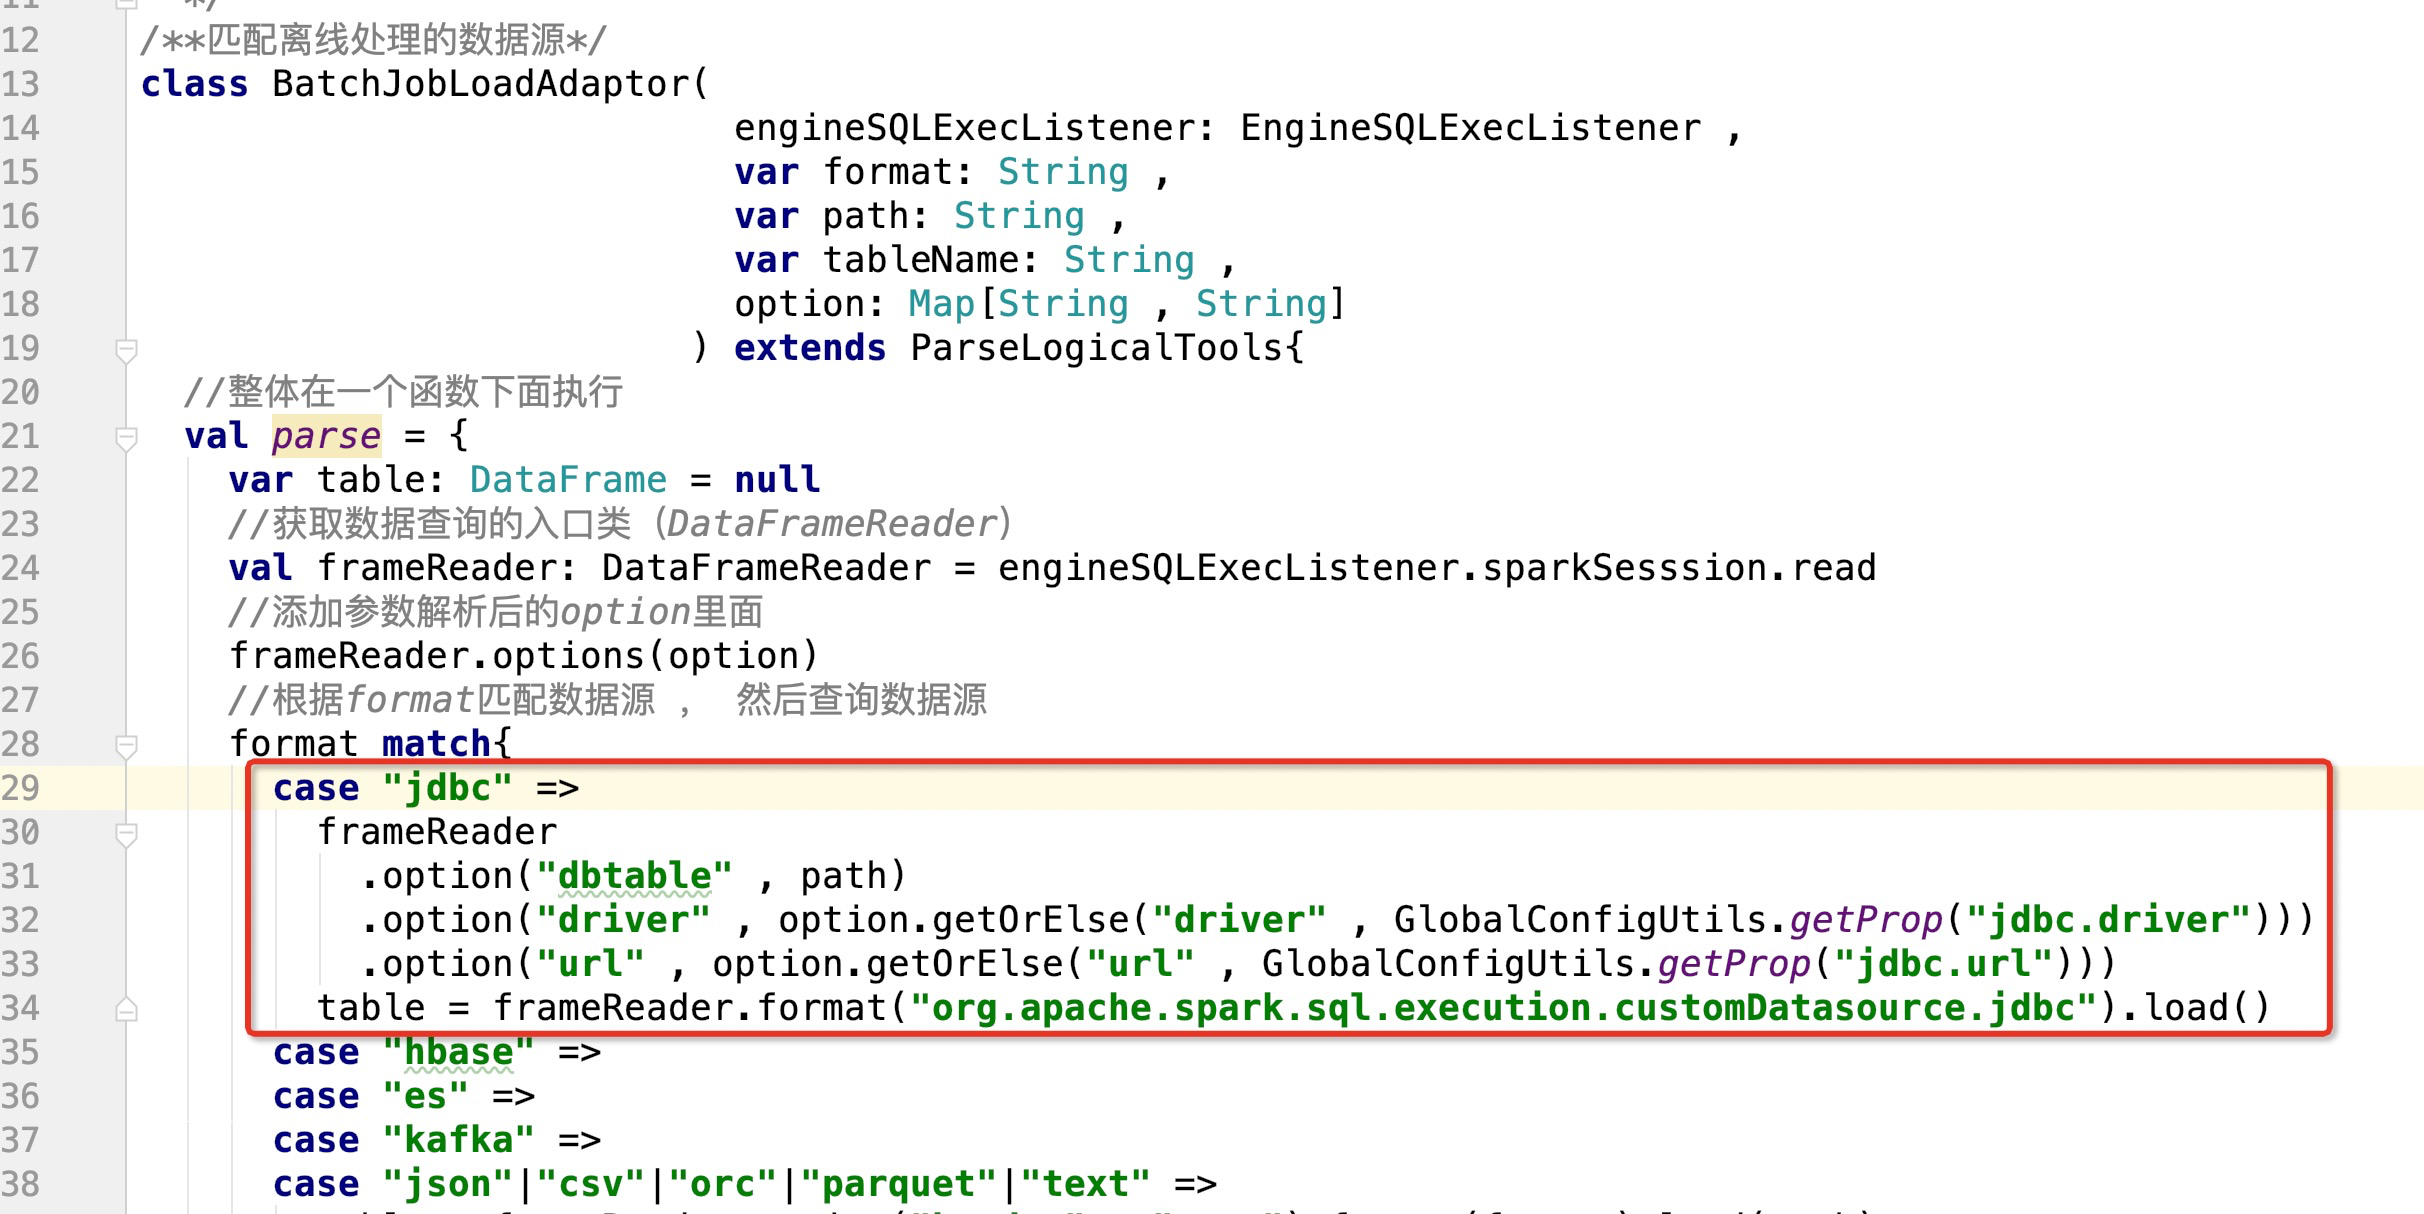 */
12 /**匹配离线处理的数据源*/
13 class BatchJobLoadAdaptor(
14 engineSQLExecListener: EngineSQLExecListener ,
15 var format: String ,
16 var path: String ,
17 var tableName: String ,
18 option: Map[String , String]
19 ) extends ParseLogicalTools{
20 //整体在一个函数下面执行
21 val parse = {
22 var table: DataFrame = null
23 //获取数据查询的入口类（DataFrameReader）
24 val frameReader: DataFrameReader = engineSQLExecListener.sparkSesssion.read
25 //添加参数解析后的option里面
26 frameReader.options(option)
27 //根据format匹配数据源 ， 然后查询数据源
28 format match{
29 case "jdbc" =>
30 frameReader
31 .option("dbtable" , path)
32 .option("driver" , option.getOrElse("driver" , GlobalConfigUtils.getProp("jdbc.driver")))
33 .option("url" , option.getOrElse("url" , GlobalConfigUtils.getProp("jdbc.url")))
34 table = frameReader.format("org.apache.spark.sql.execution.customDatasource.jdbc").load()
35 case "hbase" =>
36 case "es" =>
37 case "kafka" =>
38 case "json"|"csv"|"orc"|"parquet"|"text" =>